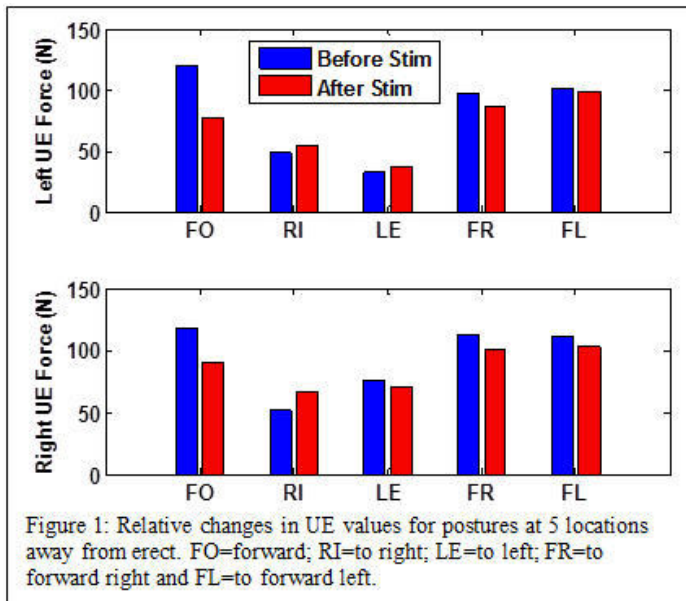 150
100
50
0
Left UE Force (N)
Before Stim
After Stim
FO RI LE FR FL
150
100
50
0
Right UE Force (N)
FO RI LE FR FL
Figure 1: Relative changes in UE values for postures at 5 locations
away from erect. FO=forward; RI=to right; LE=to left; FR=to
forward right and FL=to forward left.